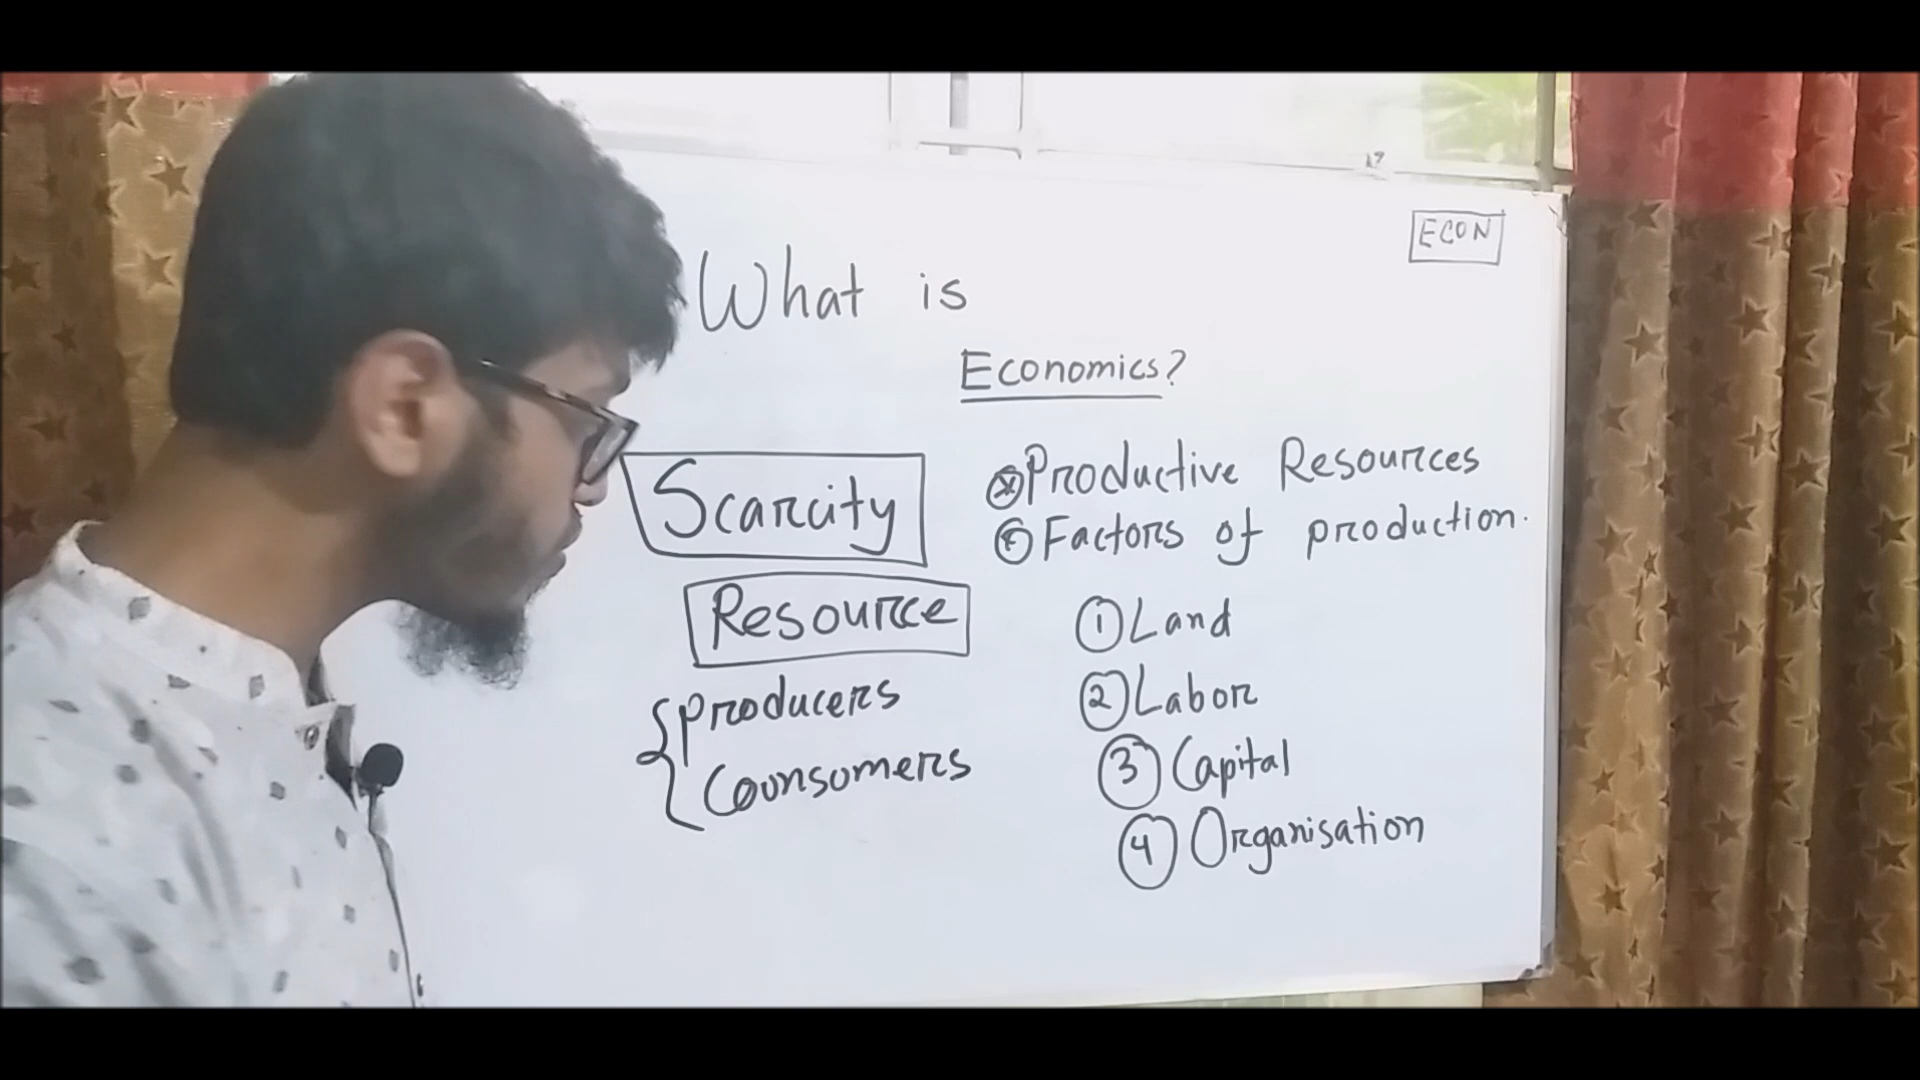 ECON
What is
Economics?
Scarcity
Resource
{Producers
Counsomers
Productive Resources
Factors of production.
① Land
② Labor
③ Capital
④ Organisation